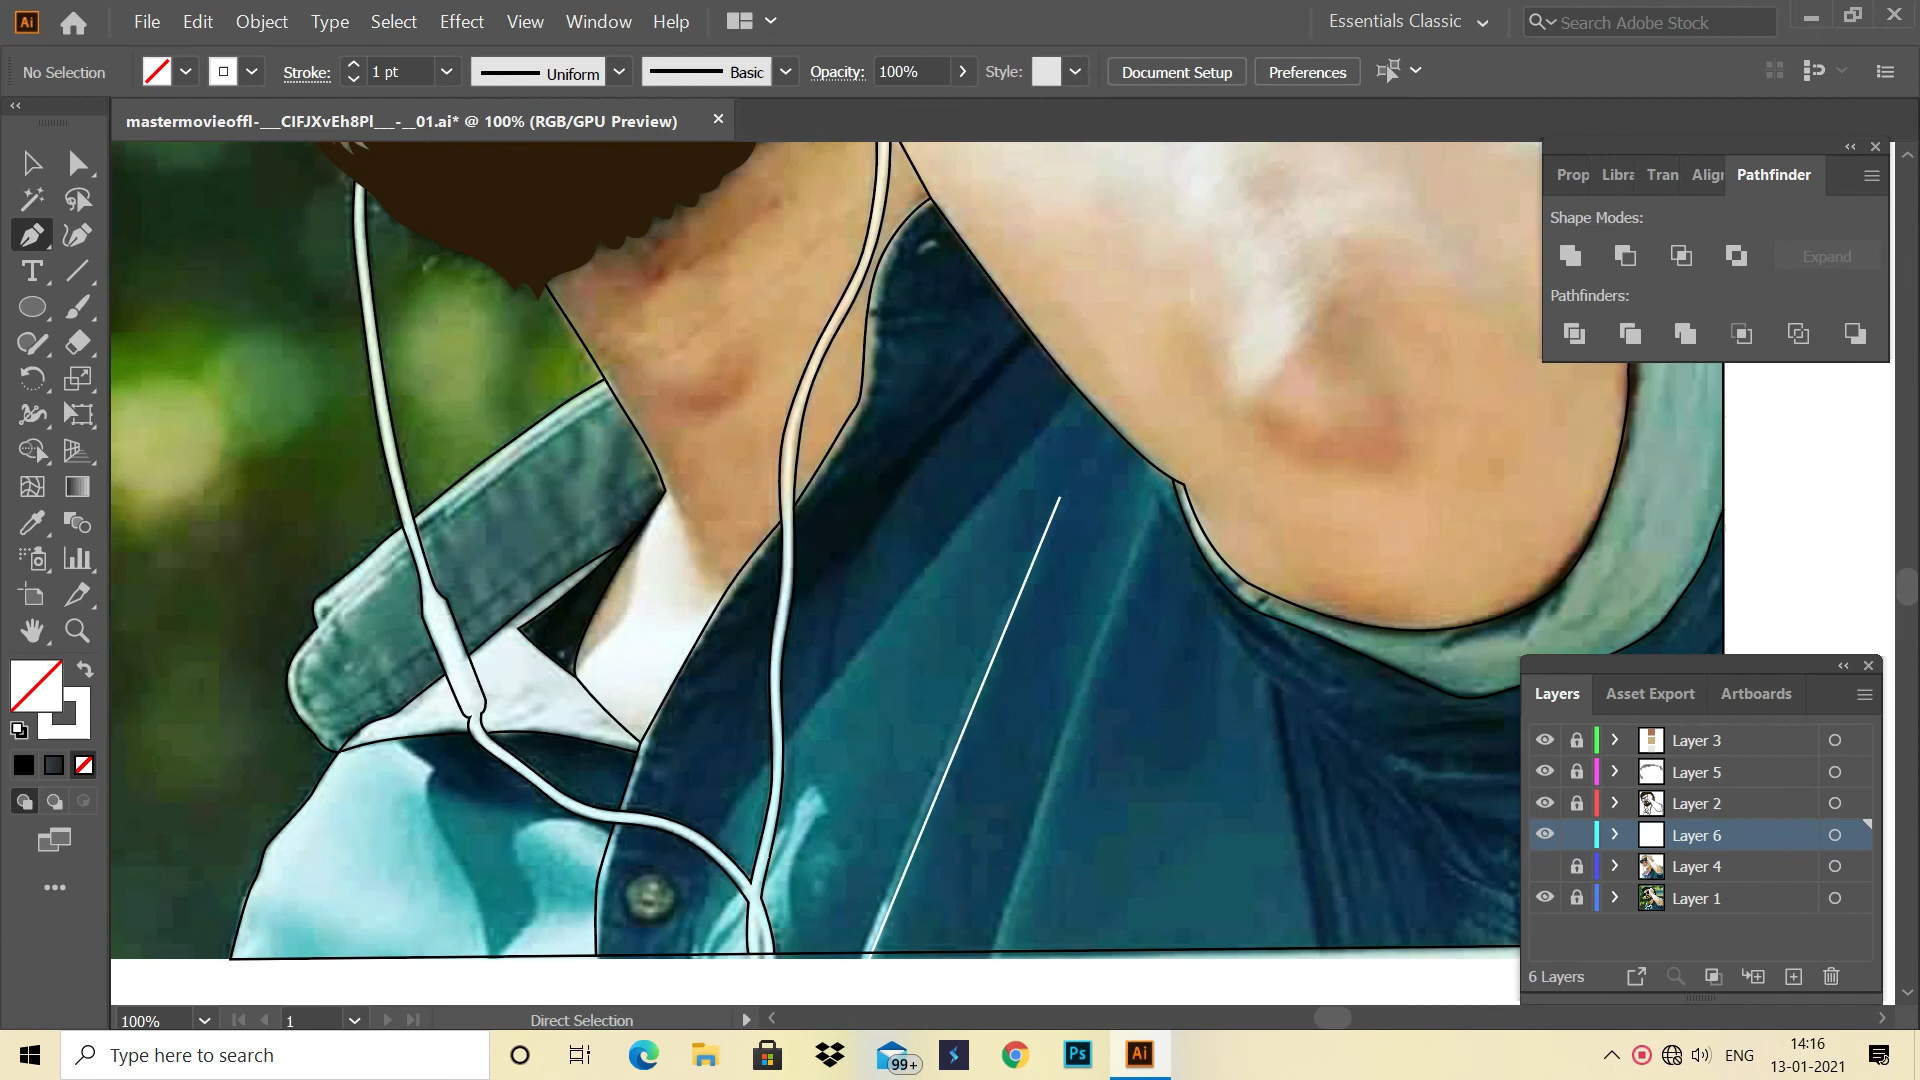 Ai File Edit Object Type Select Effect View Window Help Essentials Classic Search Adobe Stock
No Selection Stroke: 1 pt Uniform Basic Opacity: 100% Style: Document Setup Preferences
mastermovieoffl-___CIFJXvEh8Pl___-__01.ai* @ 100% (RGB/GPU Preview)
Prop Libra Tran Align Pathfinder
Shape Modes:
Expand
Pathfinders:
Layers Asset Export Artboards
Layer 3
Layer 5
Layer 2
Layer 6
Layer 4
Layer 1
6 Layers
100% 1 Direct Selection
Type here to search 99+ Ps Ai ENG 14:16
13-01-2021